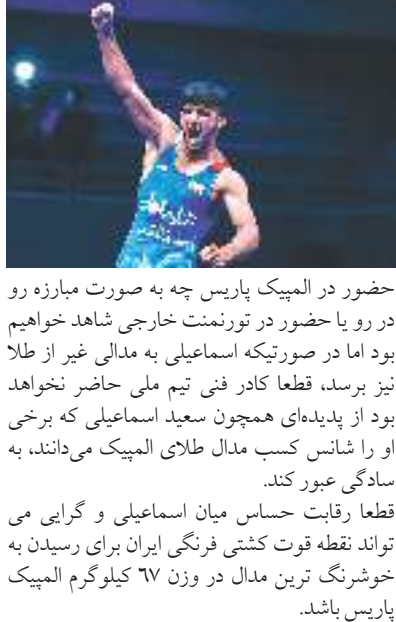 حضور در المپیک پاریس چه به صورت مبارزه رو
در رو یا حضور در تورنمنت خارجی شاهد خواهیم
بود اما در صورتیکه اسماعیلی به مدالی غیر از طلا
نیز برسد، قطعا کادر فنی تیم ملی حاضر نخواهد
بود از پدیده‌ای همچون سعید اسماعیلی که برخی
او را شانس کسب مدال طلای المپیک می‌دانند، به
سادگی عبور کند.
قطعا رقابت حساس میان اسماعیلی و گرایی می
تواند نقطه قوت کشتی فرنگی ایران برای رسیدن به
خوشرنگ ترین مدال در وزن ٦٧ کیلوگرم المپیک
پاریس باشد.